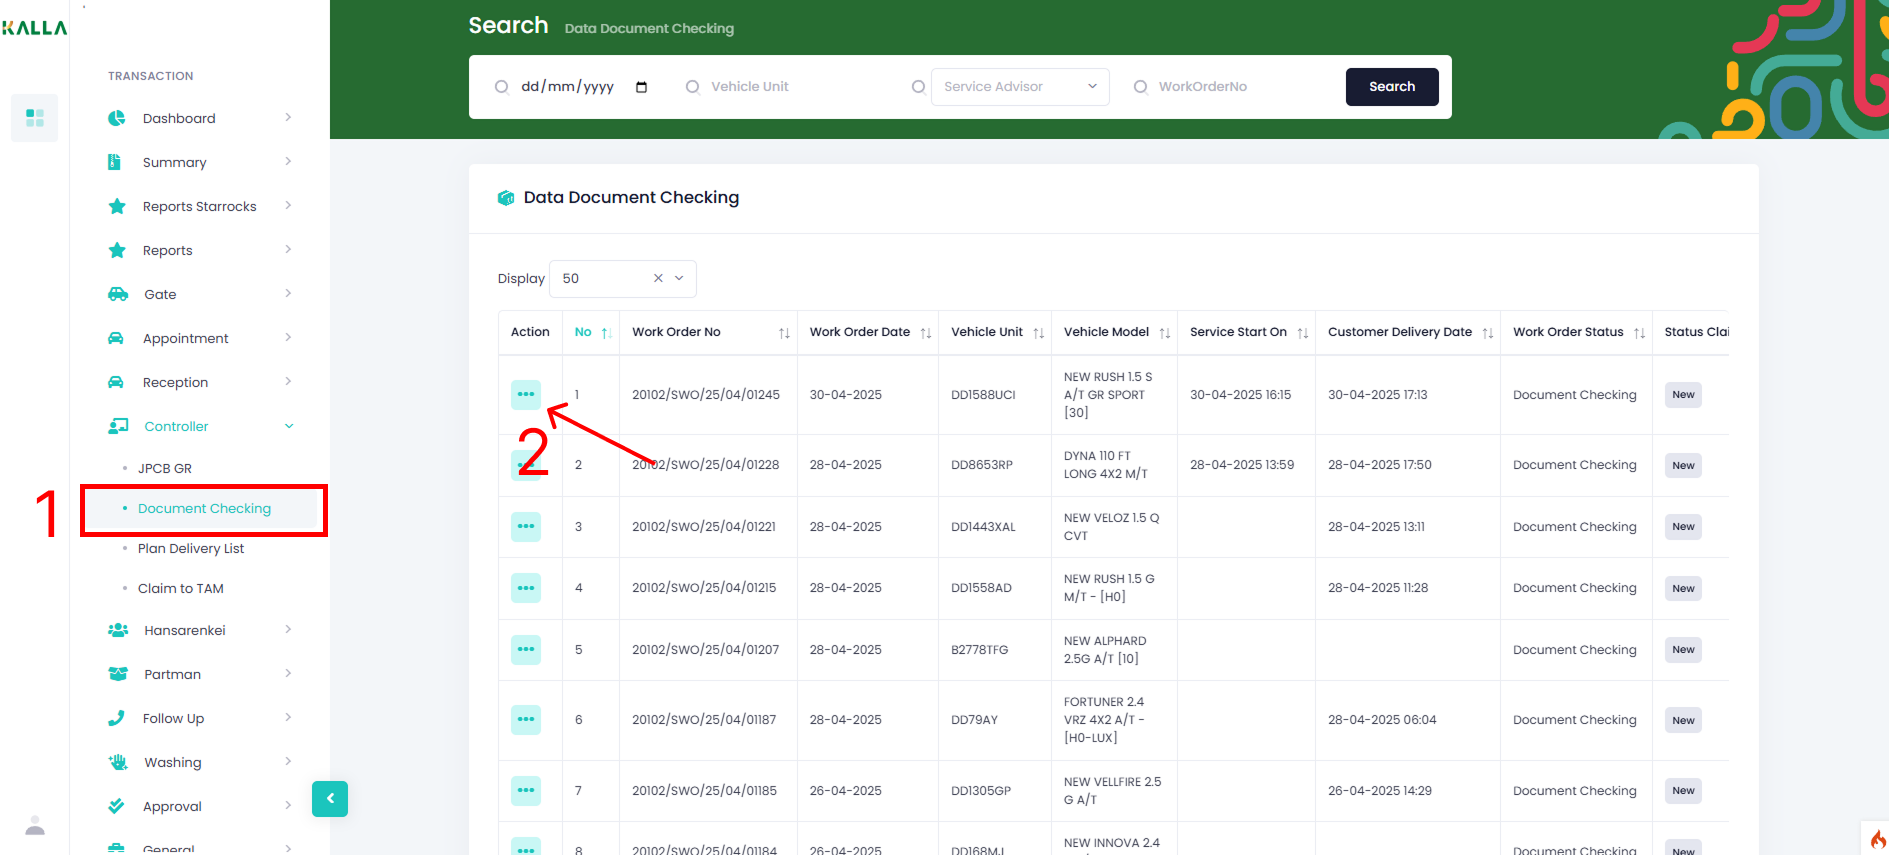 KALLA
TRANSACTION
Dashboard
Summary
Reports Starrocks
Reports
Gate
Appointment
Reception
Controller
JPCB GR
1
Document Checking
Plan Delivery List
Claim to TAM
Hansarenkei
Partman
Follow Up
Washing
Approval
General
Search Data Document Checking
dd/mm/yyyy Vehicle Unit Service Advisor WorkOrderNo Search
Data Document Checking
Display 50
Action No Work Order No Work Order Date Vehicle Unit Vehicle Model Service Start On Customer Delivery Date Work Order Status Status Clai
1 20102/SWO/25/04/01245 30-04-2025 DD1588UCI NEW RUSH 1.5 S A/T GR SPORT [30] 30-04-2025 16:15 30-04-2025 17:13 Document Checking New
2
2 20102/SWO/25/04/01228 28-04-2025 DD8653RP DYNA 110 FT LONG 4X2 M/T 28-04-2025 13:59 28-04-2025 17:50 Document Checking New
3 20102/SWO/25/04/01221 28-04-2025 DD1443XAL NEW VELOZ 1.5 Q CVT 28-04-2025 13:11 Document Checking New
4 20102/SWO/25/04/01215 28-04-2025 DD1558AD NEW RUSH 1.5 G M/T - [H0] 28-04-2025 11:28 Document Checking New
5 20102/SWO/25/04/01207 28-04-2025 B2778TFG NEW ALPHARD 2.5G A/T [10] Document Checking New
6 20102/SWO/25/04/01187 28-04-2025 DD79AY FORTUNER 2.4 VRZ 4X2 A/T - [H0-LUX] 28-04-2025 06:04 Document Checking New
7 20102/SWO/25/04/01185 26-04-2025 DD1305GP NEW VELLFIRE 2.5 G A/T 26-04-2025 14:29 Document Checking New
8 20102/SWO/25/04/01184 26-04-2025 DD168MJ NEW INNOVA 2.4 Document Checking New